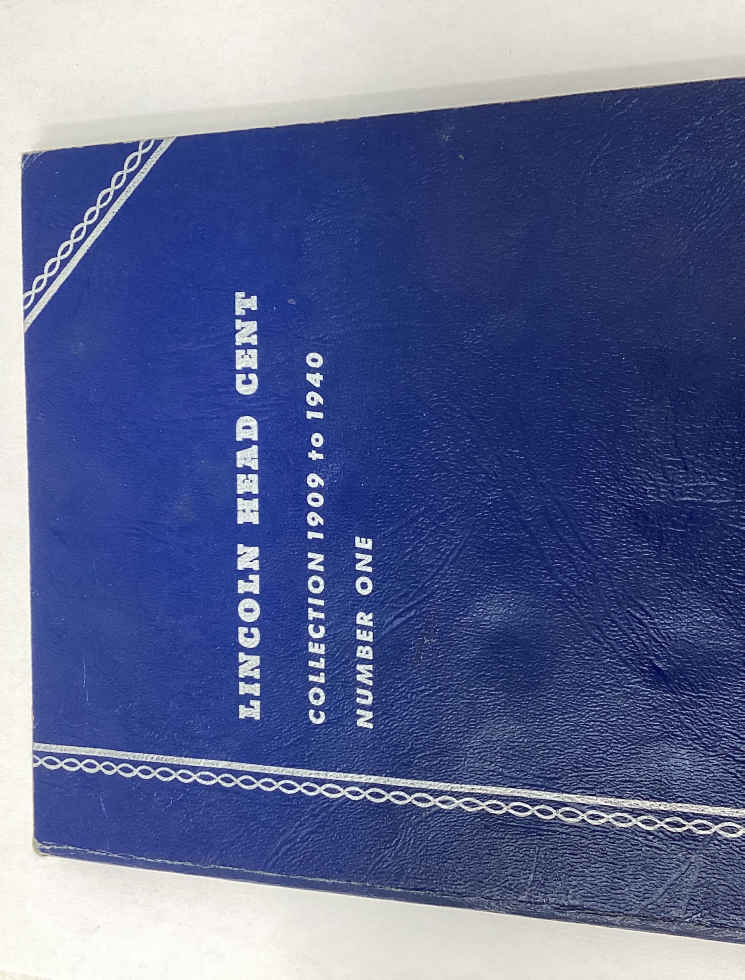 LINCOLN HEAD CENT
COLLECTION 1909 to 1940
NUMBER ONE